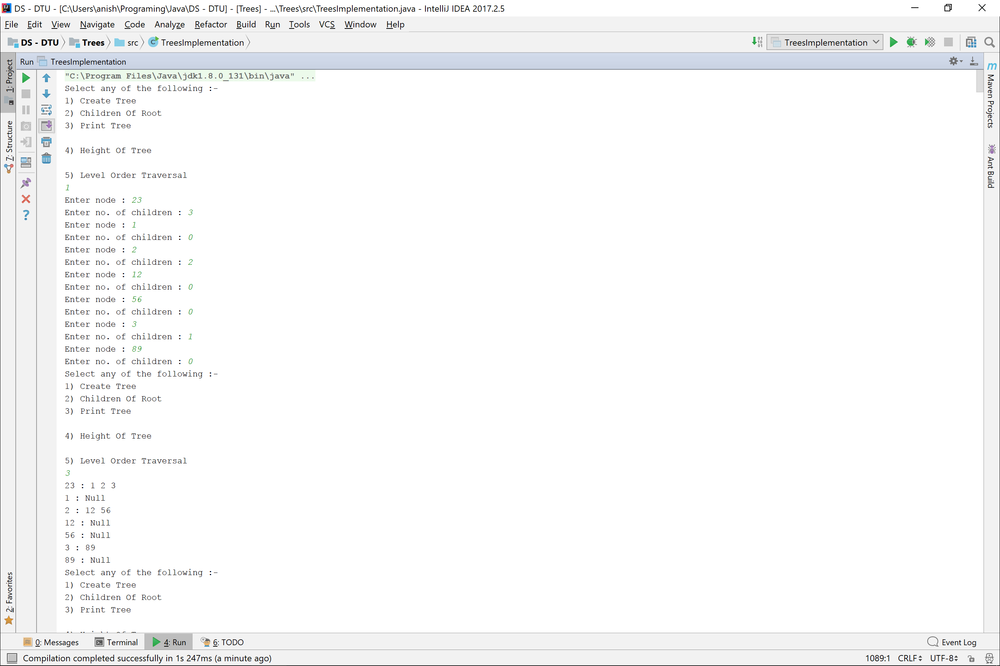 DS - DTU - [C:\Users\anish\Programing\Java\DS - DTU] - [Trees] - ...\Trees\src\TreesImplementation.java - IntelliJ IDEA 2017.2.5
File Edit View Navigate Code Analyze Refactor Build Run Tools VCS Window Help
DS - DTU Trees src TreesImplementation
TreesImplementation
Run TreesImplementation
1: Project
7: Structure
2: Favorites
Maven Projects
Ant Build
"C:\Program Files\Java\jdk1.8.0_131\bin\java" ...
Select any of the following :-
1) Create Tree
2) Children Of Root
3) Print Tree
4) Height Of Tree
5) Level Order Traversal
1
Enter node : 23
Enter no. of children : 3
Enter node : 1
Enter no. of children : 0
Enter node : 2
Enter no. of children : 2
Enter node : 12
Enter no. of children : 0
Enter node : 56
Enter no. of children : 0
Enter node : 3
Enter no. of children : 1
Enter node : 89
Enter no. of children : 0
Select any of the following :-
1) Create Tree
2) Children Of Root
3) Print Tree
4) Height Of Tree
5) Level Order Traversal
3
23 : 1 2 3
1 : Null
2 : 12 56
12 : Null
56 : Null
3 : 89
89 : Null
Select any of the following :-
1) Create Tree
2) Children Of Root
3) Print Tree
0: Messages Terminal 4: Run 6: TODO Event Log
Compilation completed successfully in 1s 247ms (a minute ago) 1089:1 CRLF UTF-8